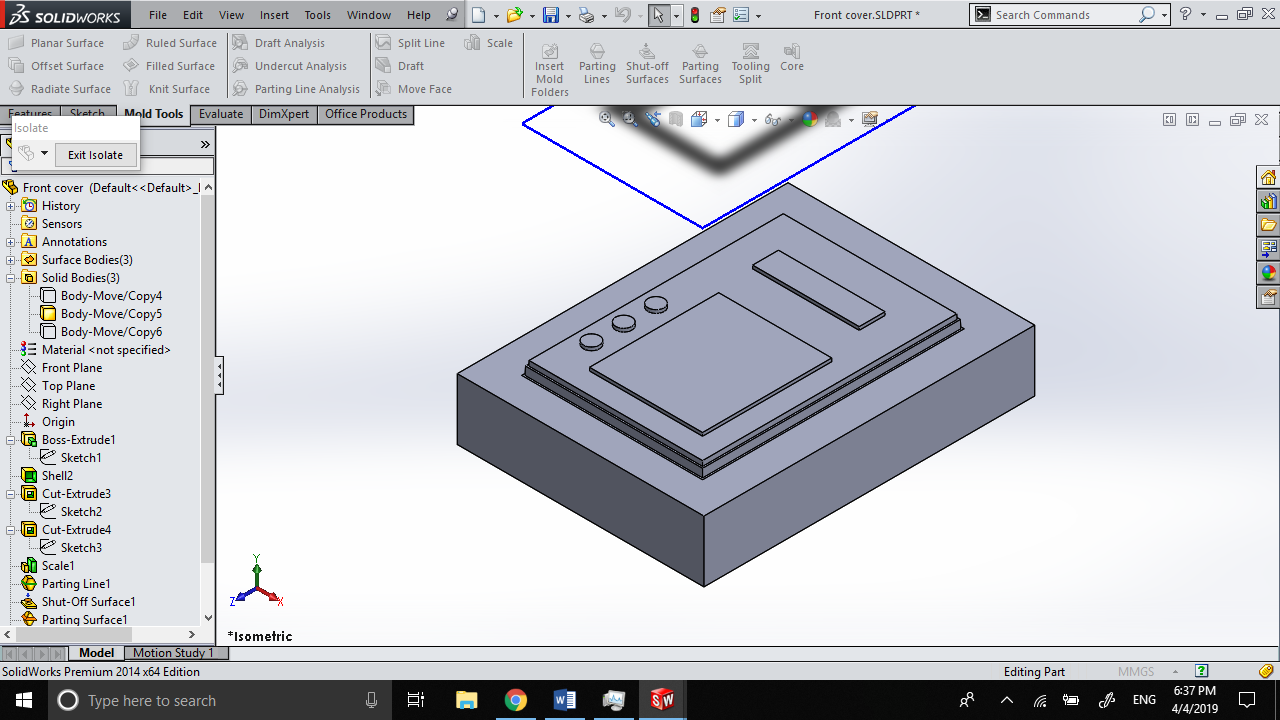 SOLIDWORKS File Edit View Insert Tools Window Help Front cover.SLDPRT * Search Commands
Planar Surface Ruled Surface Draft Analysis Split Line Scale
Offset Surface Filled Surface Undercut Analysis Draft
Radiate Surface Knit Surface Parting Line Analysis Move Face
Insert Mold Folders
Parting Lines
Shut-off Surfaces
Parting Surfaces
Tooling Split
Core
Features Sketch Mold Tools Evaluate DimXpert Office Products
Isolate
Exit Isolate
Front cover (Default<<Default>_
History
Sensors
A Annotations
Surface Bodies(3)
Solid Bodies(3)
Body-Move/Copy4
Body-Move/Copy5
Body-Move/Copy6
Material <not specified>
Front Plane
Top Plane
Right Plane
Origin
Boss-Extrude1
Sketch1
Shell2
Cut-Extrude3
Sketch2
Cut-Extrude4
Sketch3
Scale1
Parting Line1
Shut-Off Surface1
Parting Surface1
Y
Z X
*Isometric
Model Motion Study 1
SolidWorks Premium 2014 x64 Edition Editing Part MMGS
Type here to search ENG 6:37 PM
4/4/2019